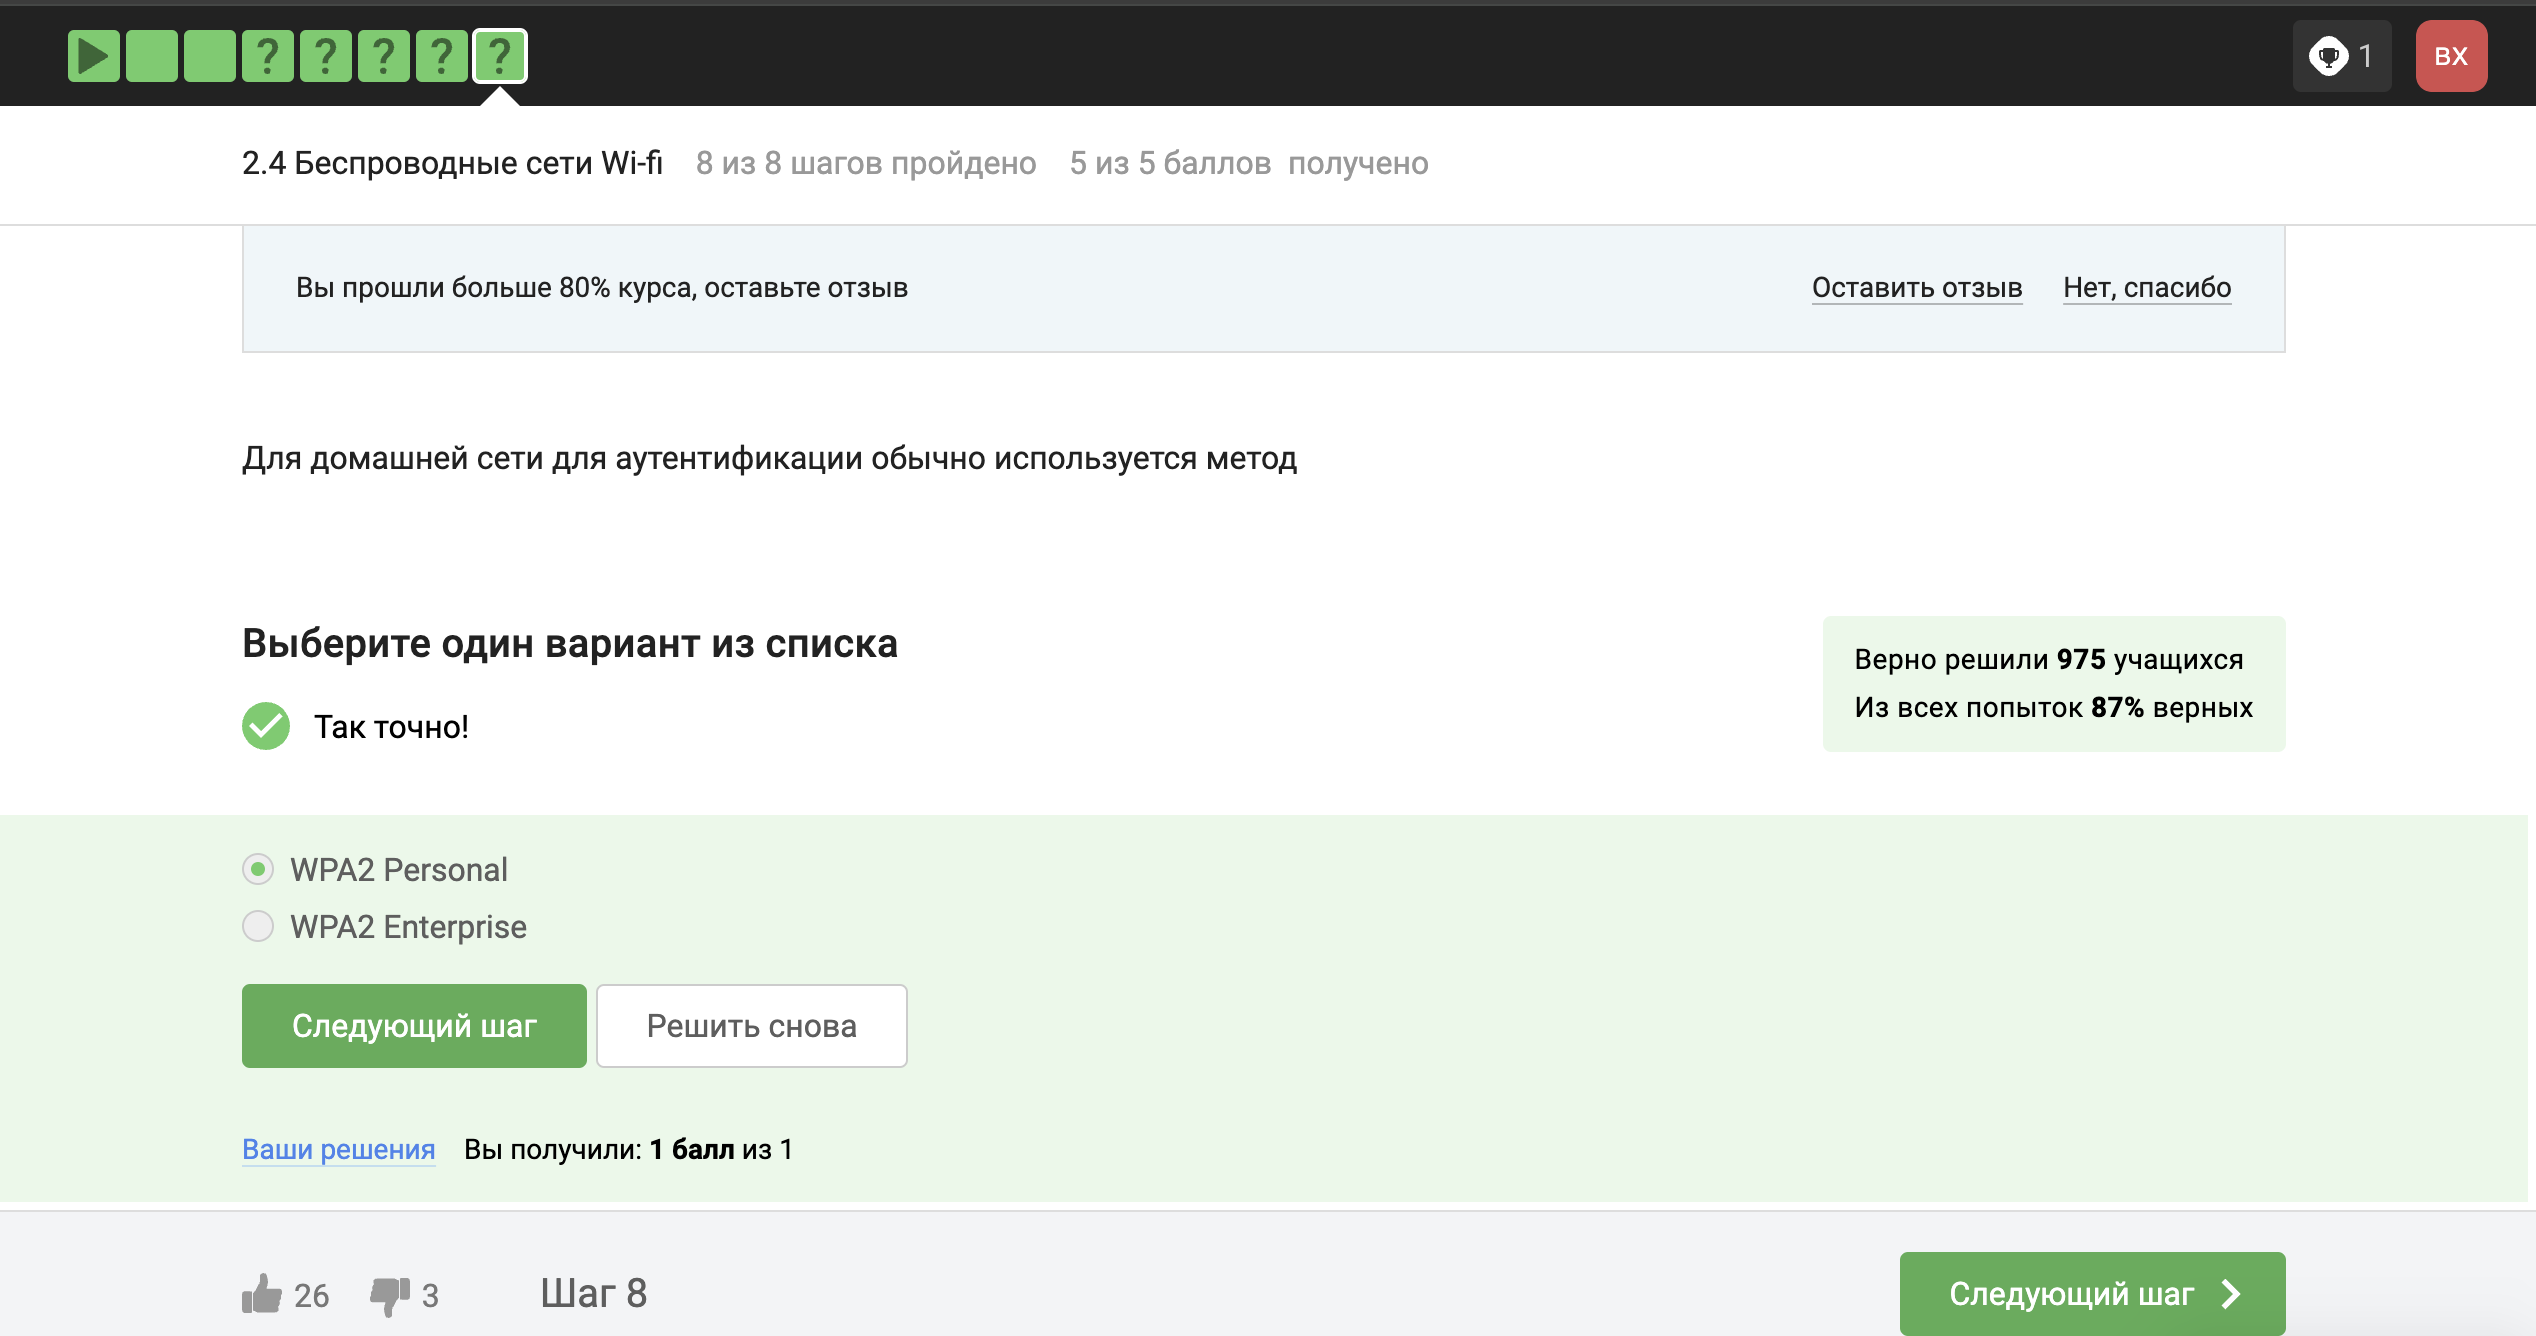 ? ? ? ? ?
1
ВХ
2.4 Беспроводные сети Wi-fi 8 из 8 шагов пройдено 5 из 5 баллов получено
Вы прошли больше 80% курса, оставьте отзыв Оставить отзыв Нет, спасибо
Для домашней сети для аутентификации обычно используется метод
Выберите один вариант из списка
Так точно!
Верно решили 975 учащихся
Из всех попыток 87% верных
WPA2 Personal
WPA2 Enterprise
Следующий шаг Решить снова
Ваши решения Вы получили: 1 балл из 1
26 3 Шаг 8 Следующий шаг